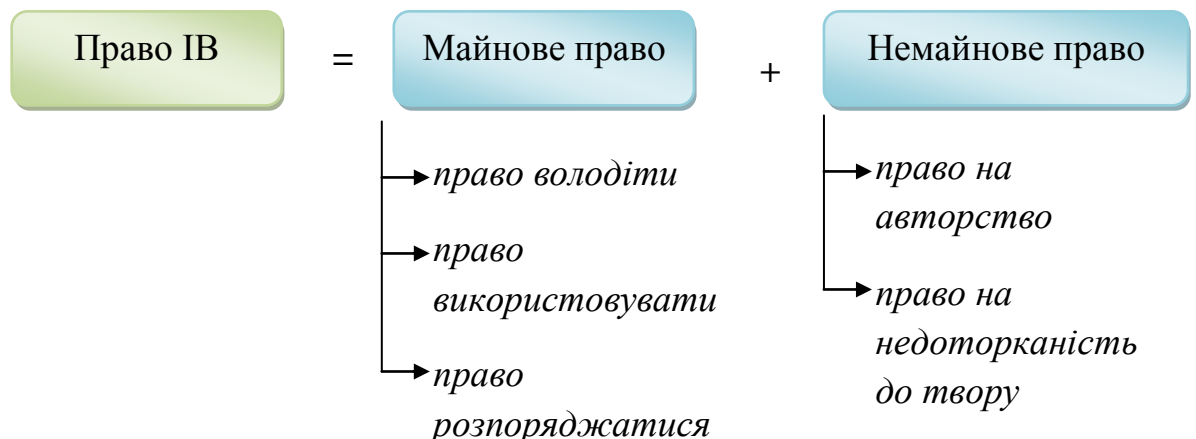 Право ІВ
=
Майнове право
+
Немайнове право
право володіти
право
використовувати
право
розпоряджатися
право на
авторство
право на
недоторканість
до твору